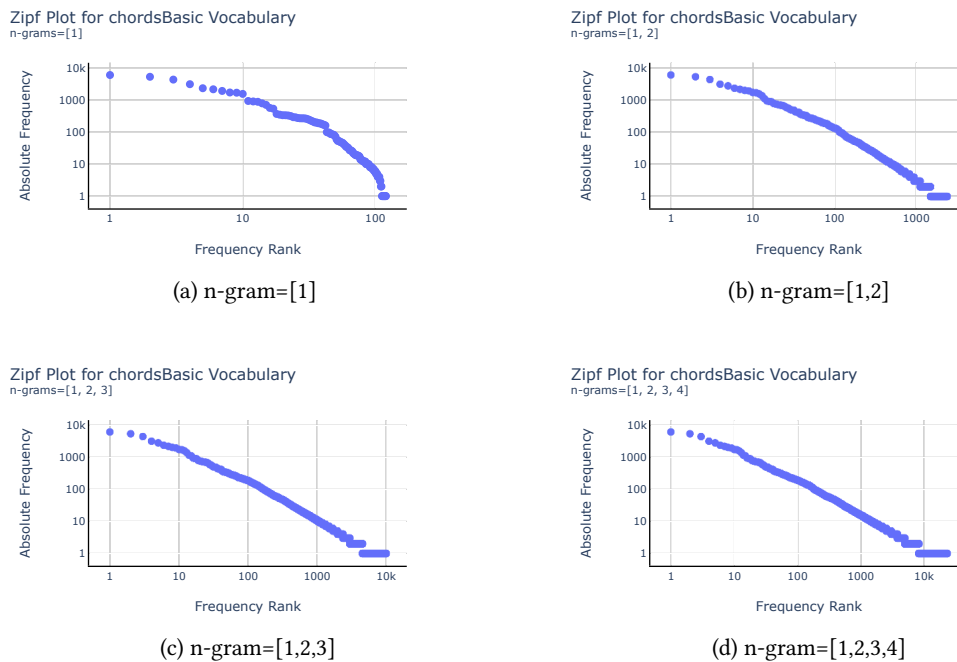 Zipf Plot for chordsBasic Vocabulary
n-grams=[1]
Absolute Frequency
10k
1000
100
10
1
1 10 100
Frequency Rank
(a) n-gram=[1]
Zipf Plot for chordsBasic Vocabulary
n-grams=[1, 2]
Absolute Frequency
10k
1000
100
10
1
1 10 100 1000
Frequency Rank
(b) n-gram=[1,2]
Zipf Plot for chordsBasic Vocabulary
n-grams=[1, 2, 3]
Absolute Frequency
10k
1000
100
10
1
1 10 100 1000 10k
Frequency Rank
(c) n-gram=[1,2,3]
Zipf Plot for chordsBasic Vocabulary
n-grams=[1, 2, 3, 4]
Absolute Frequency
10k
1000
100
10
1
1 10 100 1000 10k
Frequency Rank
(d) n-gram=[1,2,3,4]